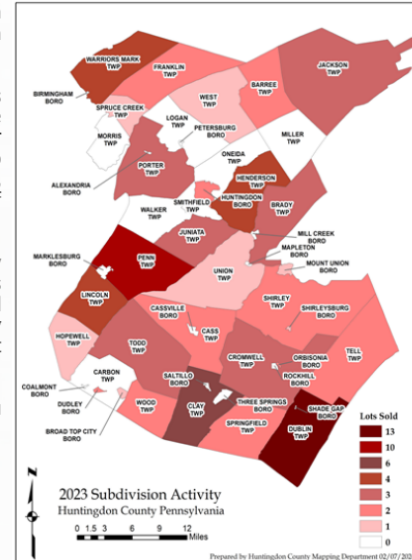 WARRIORS MARK
TWP
FRANKLIN
TWP
JACKSON
TWP
BARREE
TWP
WEST
TWP
BIRMINGHAM
BORO
SPRUCE CREEK
TWP
LOGAN
TWP
PETERSBURG
BORO
MORRIS
TWP
MILLER
TWP
ONEIDA
TWP
PORTER
TWP
HENDERSON
TWP
ALEXANDRIA
BORO
SMITHFIELD
TWP
HUNTINGDON
BORO
BRADY
TWP
WALKER
TWP
JUNIATA
TWP
MILL CREEK
BORO
MAPLETON
BORO
MOUNT UNION
BORO
MARKLESBURG
BORO
PENN
TWP
UNION
TWP
LINCOLN
TWP
CASSVILLE
BORO
SHIRLEY
TWP
SHIRLEYSBURG
BORO
HOPEWELL
TWP
TODD
TWP
CASS
TWP
CROMWELL
TWP
ORBISONIA
BORO
TELL
TWP
ROCKHILL
BORO
CARBON
TWP
SALTILLO
BORO
COALMONT
BORO
DUDLEY
BORO
WOOD
TWP
CLAY
TWP
THREE SPRINGS
BORO
SHADE GAP
BORO
BROAD TOP CITY
BORO
SPRINGFIELD
TWP
DUBLIN
TWP
Lots Sold
13
10
6
4
3
2
1
0
N
2023 Subdivision Activity
Huntingdon County Pennsylvania
0 1.5 3 6 9 12
Miles
Prepared by Huntingdon County Mapping Department 02/07/202